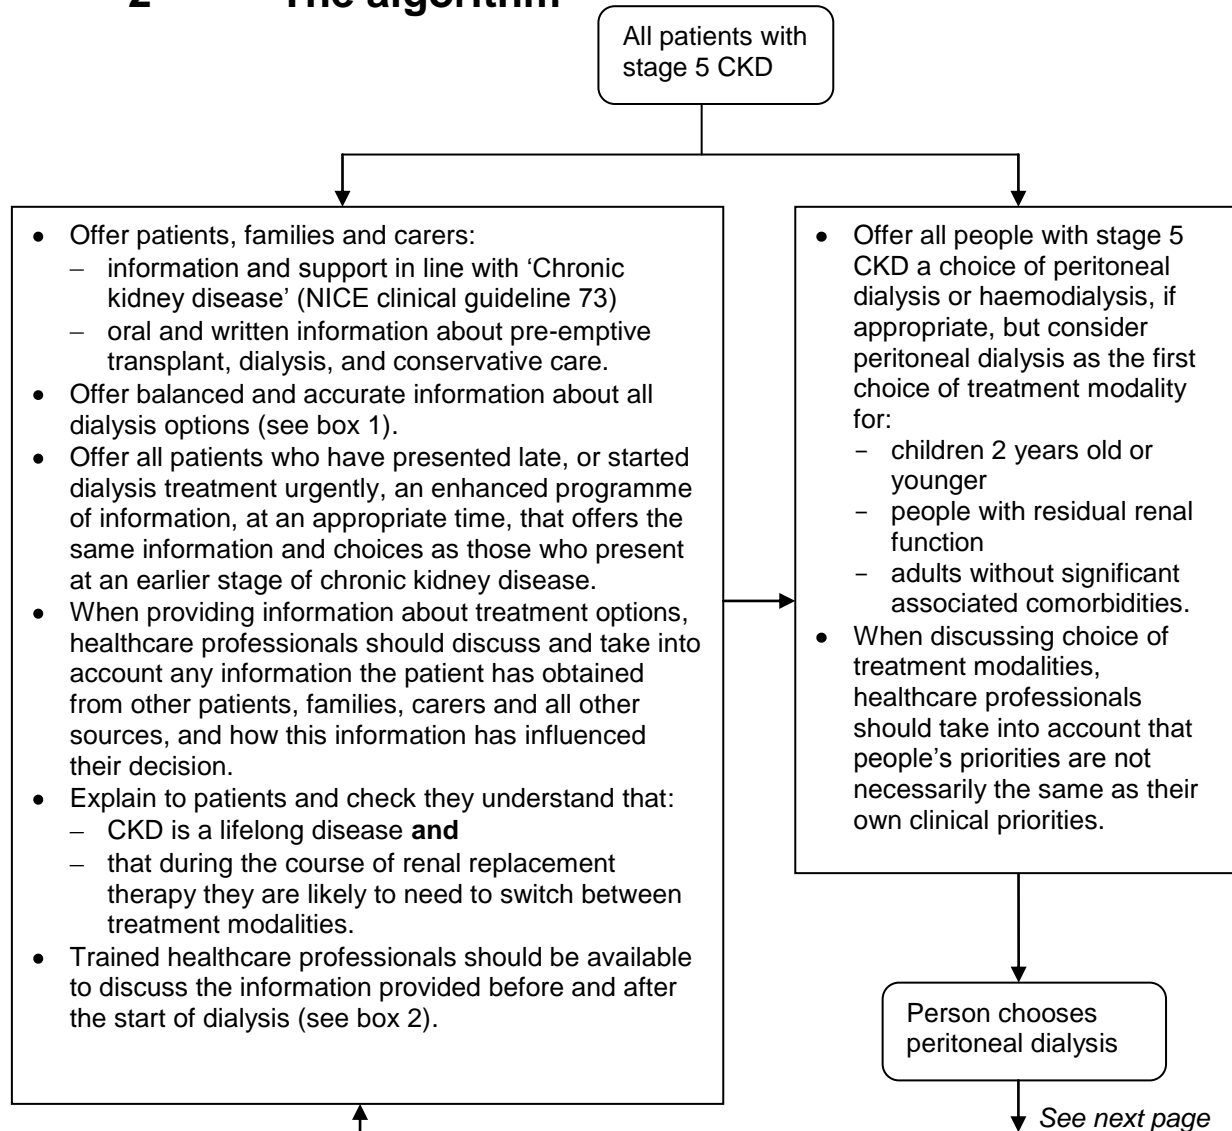 2 The algorithm
All patients with
stage 5 CKD
• Offer patients, families and carers:
– information and support in line with ‘Chronic
kidney disease’ (NICE clinical guideline 73)
– oral and written information about pre-emptive
transplant, dialysis, and conservative care.
• Offer balanced and accurate information about all
dialysis options (see box 1).
• Offer all patients who have presented late, or started
dialysis treatment urgently, an enhanced programme
of information, at an appropriate time, that offers the
same information and choices as those who present
at an earlier stage of chronic kidney disease.
• When providing information about treatment options,
healthcare professionals should discuss and take into
account any information the patient has obtained
from other patients, families, carers and all other
sources, and how this information has influenced
their decision.
• Explain to patients and check they understand that:
– CKD is a lifelong disease and
– that during the course of renal replacement
therapy they are likely to need to switch between
treatment modalities.
• Trained healthcare professionals should be available
to discuss the information provided before and after
the start of dialysis (see box 2).
• Offer all people with stage 5
CKD a choice of peritoneal
dialysis or haemodialysis, if
appropriate, but consider
peritoneal dialysis as the first
choice of treatment modality
for:
- children 2 years old or
younger
- people with residual renal
function
- adults without significant
associated comorbidities.
• When discussing choice of
treatment modalities,
healthcare professionals
should take into account that
people’s priorities are not
necessarily the same as their
own clinical priorities.
Person chooses
peritoneal dialysis
See next page